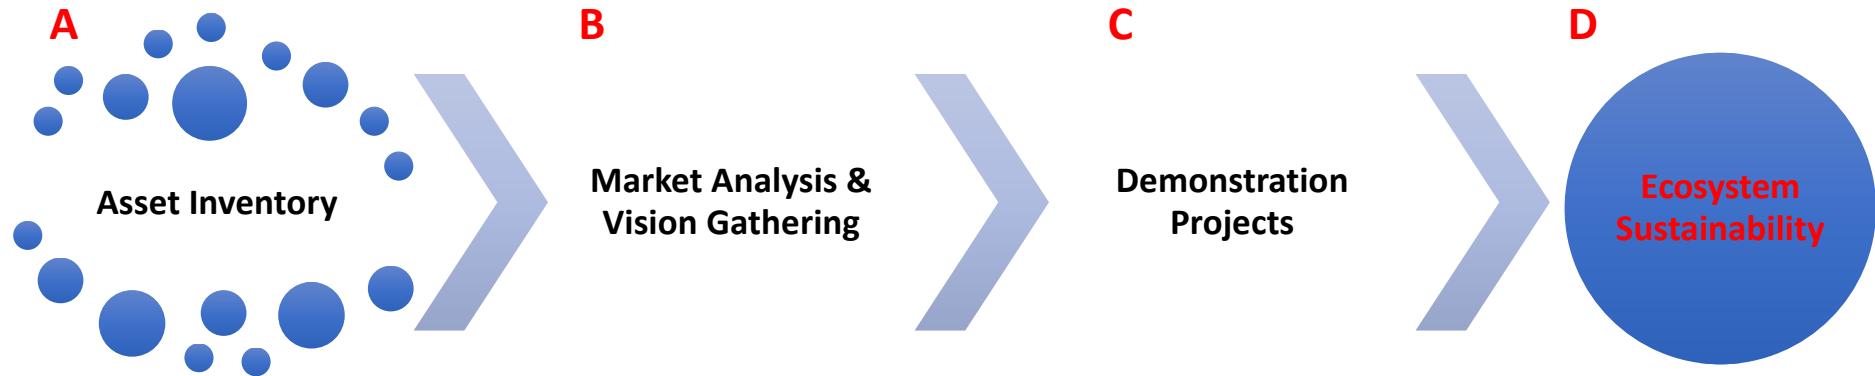 A
B
C
D
Asset Inventory
Market Analysis &
Vision Gathering
Demonstration
Projects
Ecosystem
Sustainability